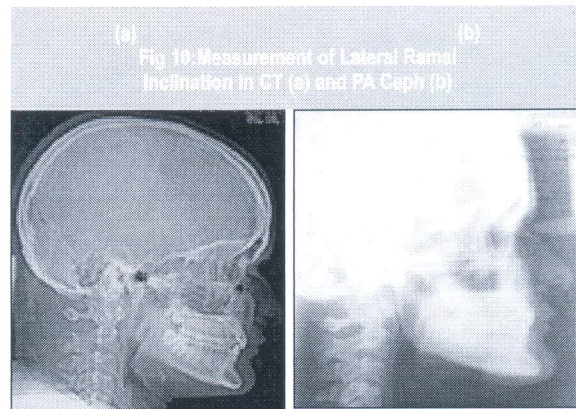 (a) (b)
Fig 10:Measurement of Lateral Ramal
Inclination in CT (a) and PA Ceph (b)